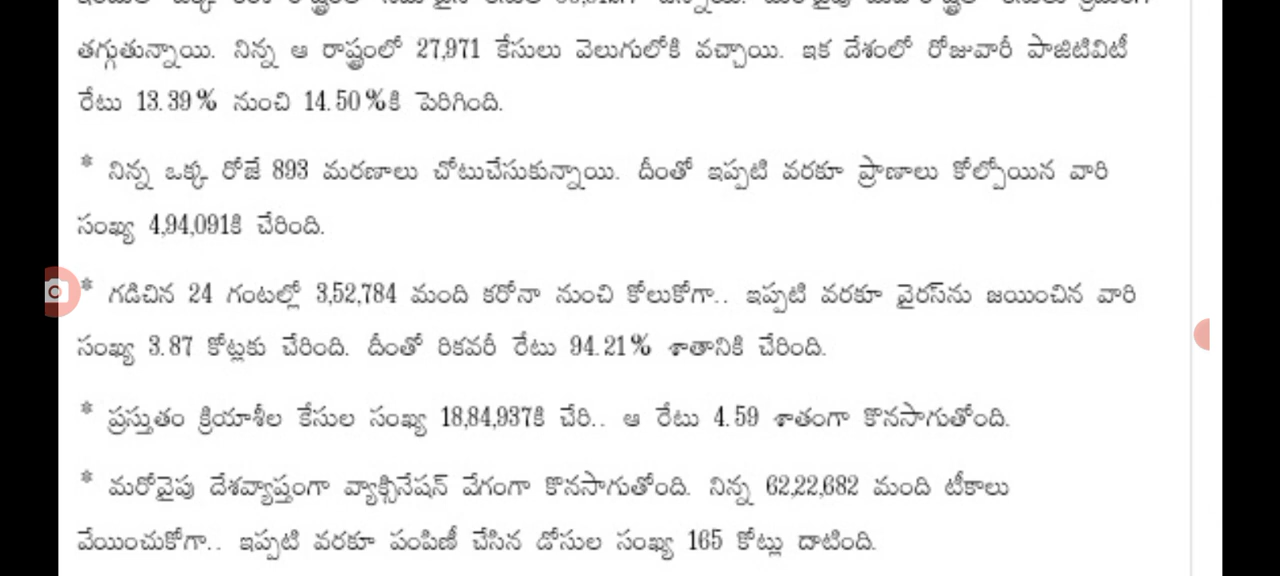 తగ్గుతున్నాయి. నిన్న ఆ రాష్ట్రంలో 27,971 కేసులు వెలుగులోకి వచ్చాయి. ఇక దేశంలో రోజువారీ పాజిటివిటీ
రేటు 13.39% నుంచి 14.50%కి పెరిగింది.
* నిన్న ఒక్క రోజే 893 మరణాలు చోటుచేసుకున్నాయి. దీంతో ఇప్పటి వరకూ ప్రాణాలు కోల్పోయిన వారి
సంఖ్య 4,94,091కి చేరింది.
* గడిచిన 24 గంటల్లో 3,52,784 మంది కరోనా నుంచి కోలుకోగా.. ఇప్పటి వరకూ వైరస్‌ను జయించిన వారి
సంఖ్య 3.87 కోట్లకు చేరింది. దీంతో రికవరీ రేటు 94.21% శాతానికి చేరింది.
* ప్రస్తుతం క్రియాశీల కేసుల సంఖ్య 18,84,937కి చేరి.. ఆ రేటు 4.59 శాతంగా కొనసాగుతోంది.
* మరోవైపు దేశవ్యాప్తంగా వ్యాక్సినేషన్ వేగంగా కొనసాగుతోంది. నిన్న 62,22,682 మంది టీకాలు
వేయించుకోగా.. ఇప్పటి వరకూ పంపిణీ చేసిన డోసుల సంఖ్య 165 కోట్లు దాటింది.